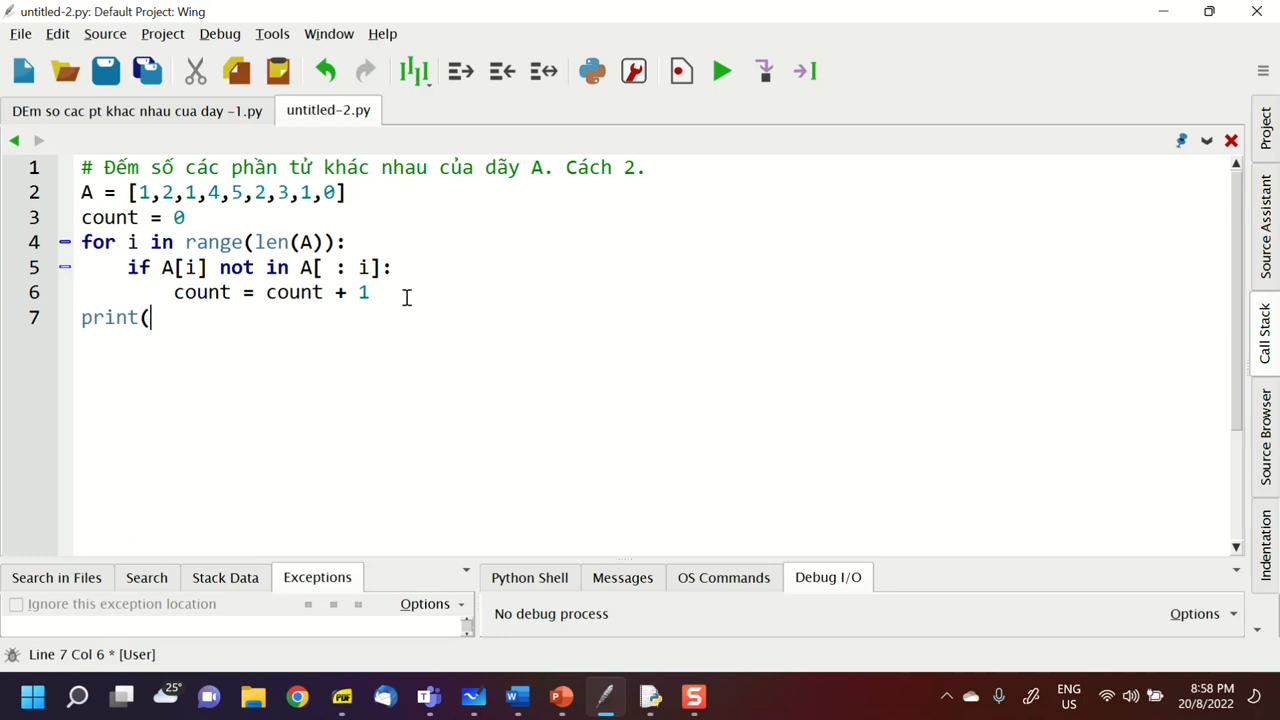 untitled-2.py: Default Project: Wing
File Edit Source Project Debug Tools Window Help
DEm so cac pt khac nhau cua day -1.py untitled-2.py
1 # Đếm số các phần tử khác nhau của dãy A. Cách 2.
2 A = [1,2,1,4,5,2,3,1,0]
3 count = 0
4 for i in range(len(A)):
5 if A[i] not in A[ : i]:
6 count = count + 1
7 print(
Project
Source Assistant
Call Stack
Source Browser
Indentation
Search in Files Search Stack Data Exceptions
Python Shell Messages OS Commands Debug I/O
Ignore this exception location Options
No debug process Options
Line 7 Col 6 * [User]
25°
PDF
ENG
US
8:58 PM
20/8/2022